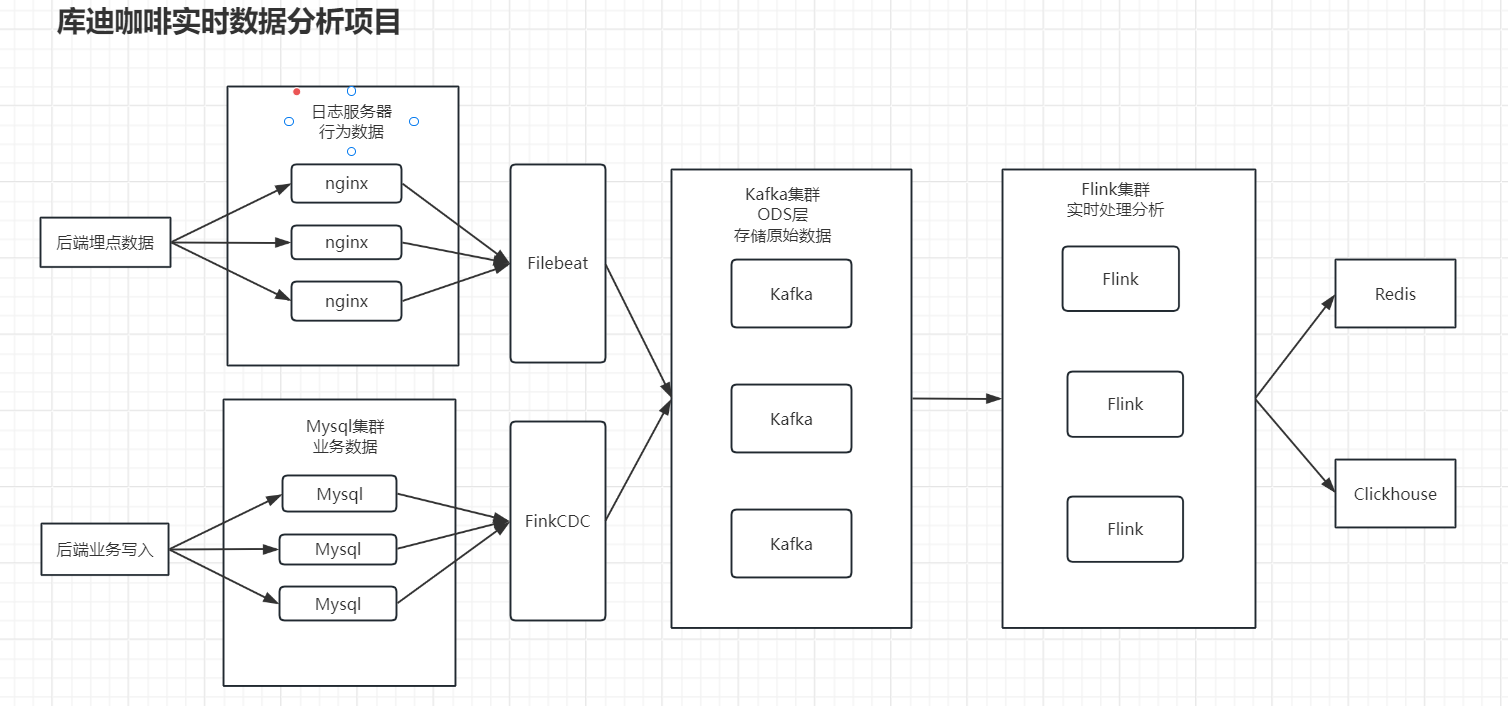 库迪咖啡实时数据分析项目
日志服务器
行为数据
nginx
nginx
nginx
后端埋点数据
Filebeat
Mysql集群
业务数据
Mysql
Mysql
Mysql
后端业务写入
FinkCDC
Kafka集群
ODS层
存储原始数据
Kafka
Kafka
Kafka
Flink集群
实时处理分析
Flink
Flink
Flink
Redis
Clickhouse